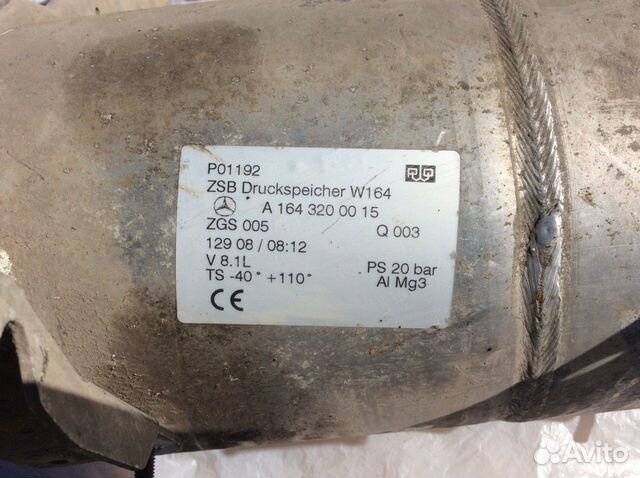 P01192
ZSB Druckspeicher W164
A 164 320 00 15
ZGS 005 Q 003
129 08 / 08:12
V 8.1L PS 20 bar
TS -40° +110° Al Mg3
CE
Avito